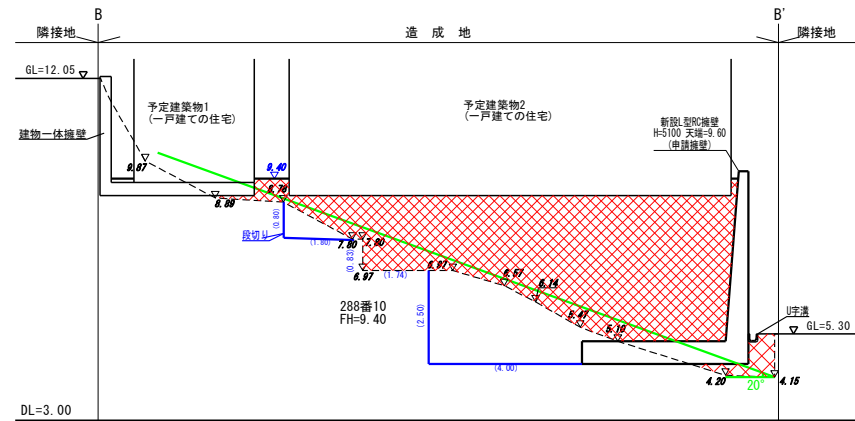 B
B'
隣接地
造 成 地
隣接地
GL=12.05
予定建築物1
(一戸建ての住宅)
予定建築物2
(一戸建ての住宅)
新設L型RC擁壁
H=5100 天端=9.60
(申請擁壁)
建物一体擁壁
9.87
9.40
8.76
8.89
(0.80)
段切り
(1.80)
7.80
7.80
(0.83)
6.97
(1.74)
6.97
6.57
6.14
5.47
5.10
288番10
FH=9.40
(2.50)
(4.00)
U字溝
GL=5.30
4.20
20°
4.15
DL=3.00